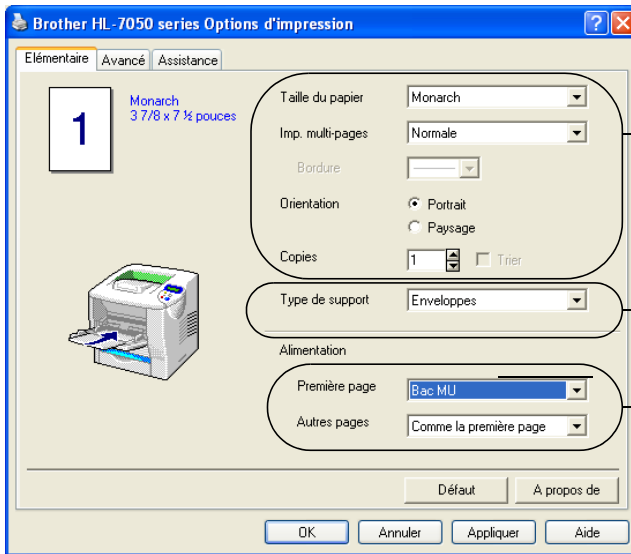 Brother HL-7050 series Options d'impression
Elémentaire Avancé Assistance
1
Monarch
3 7/8 x 7 ½ pouces
Taille du papier Monarch
Imp. multi-pages Normale
Bordure
Orientation Portrait
Paysage
Copies 1 Trier
Type de support Enveloppes
Alimentation
Première page Bac MU
Autres pages Comme la première page
Défaut A propos de
OK Annuler Appliquer Aide